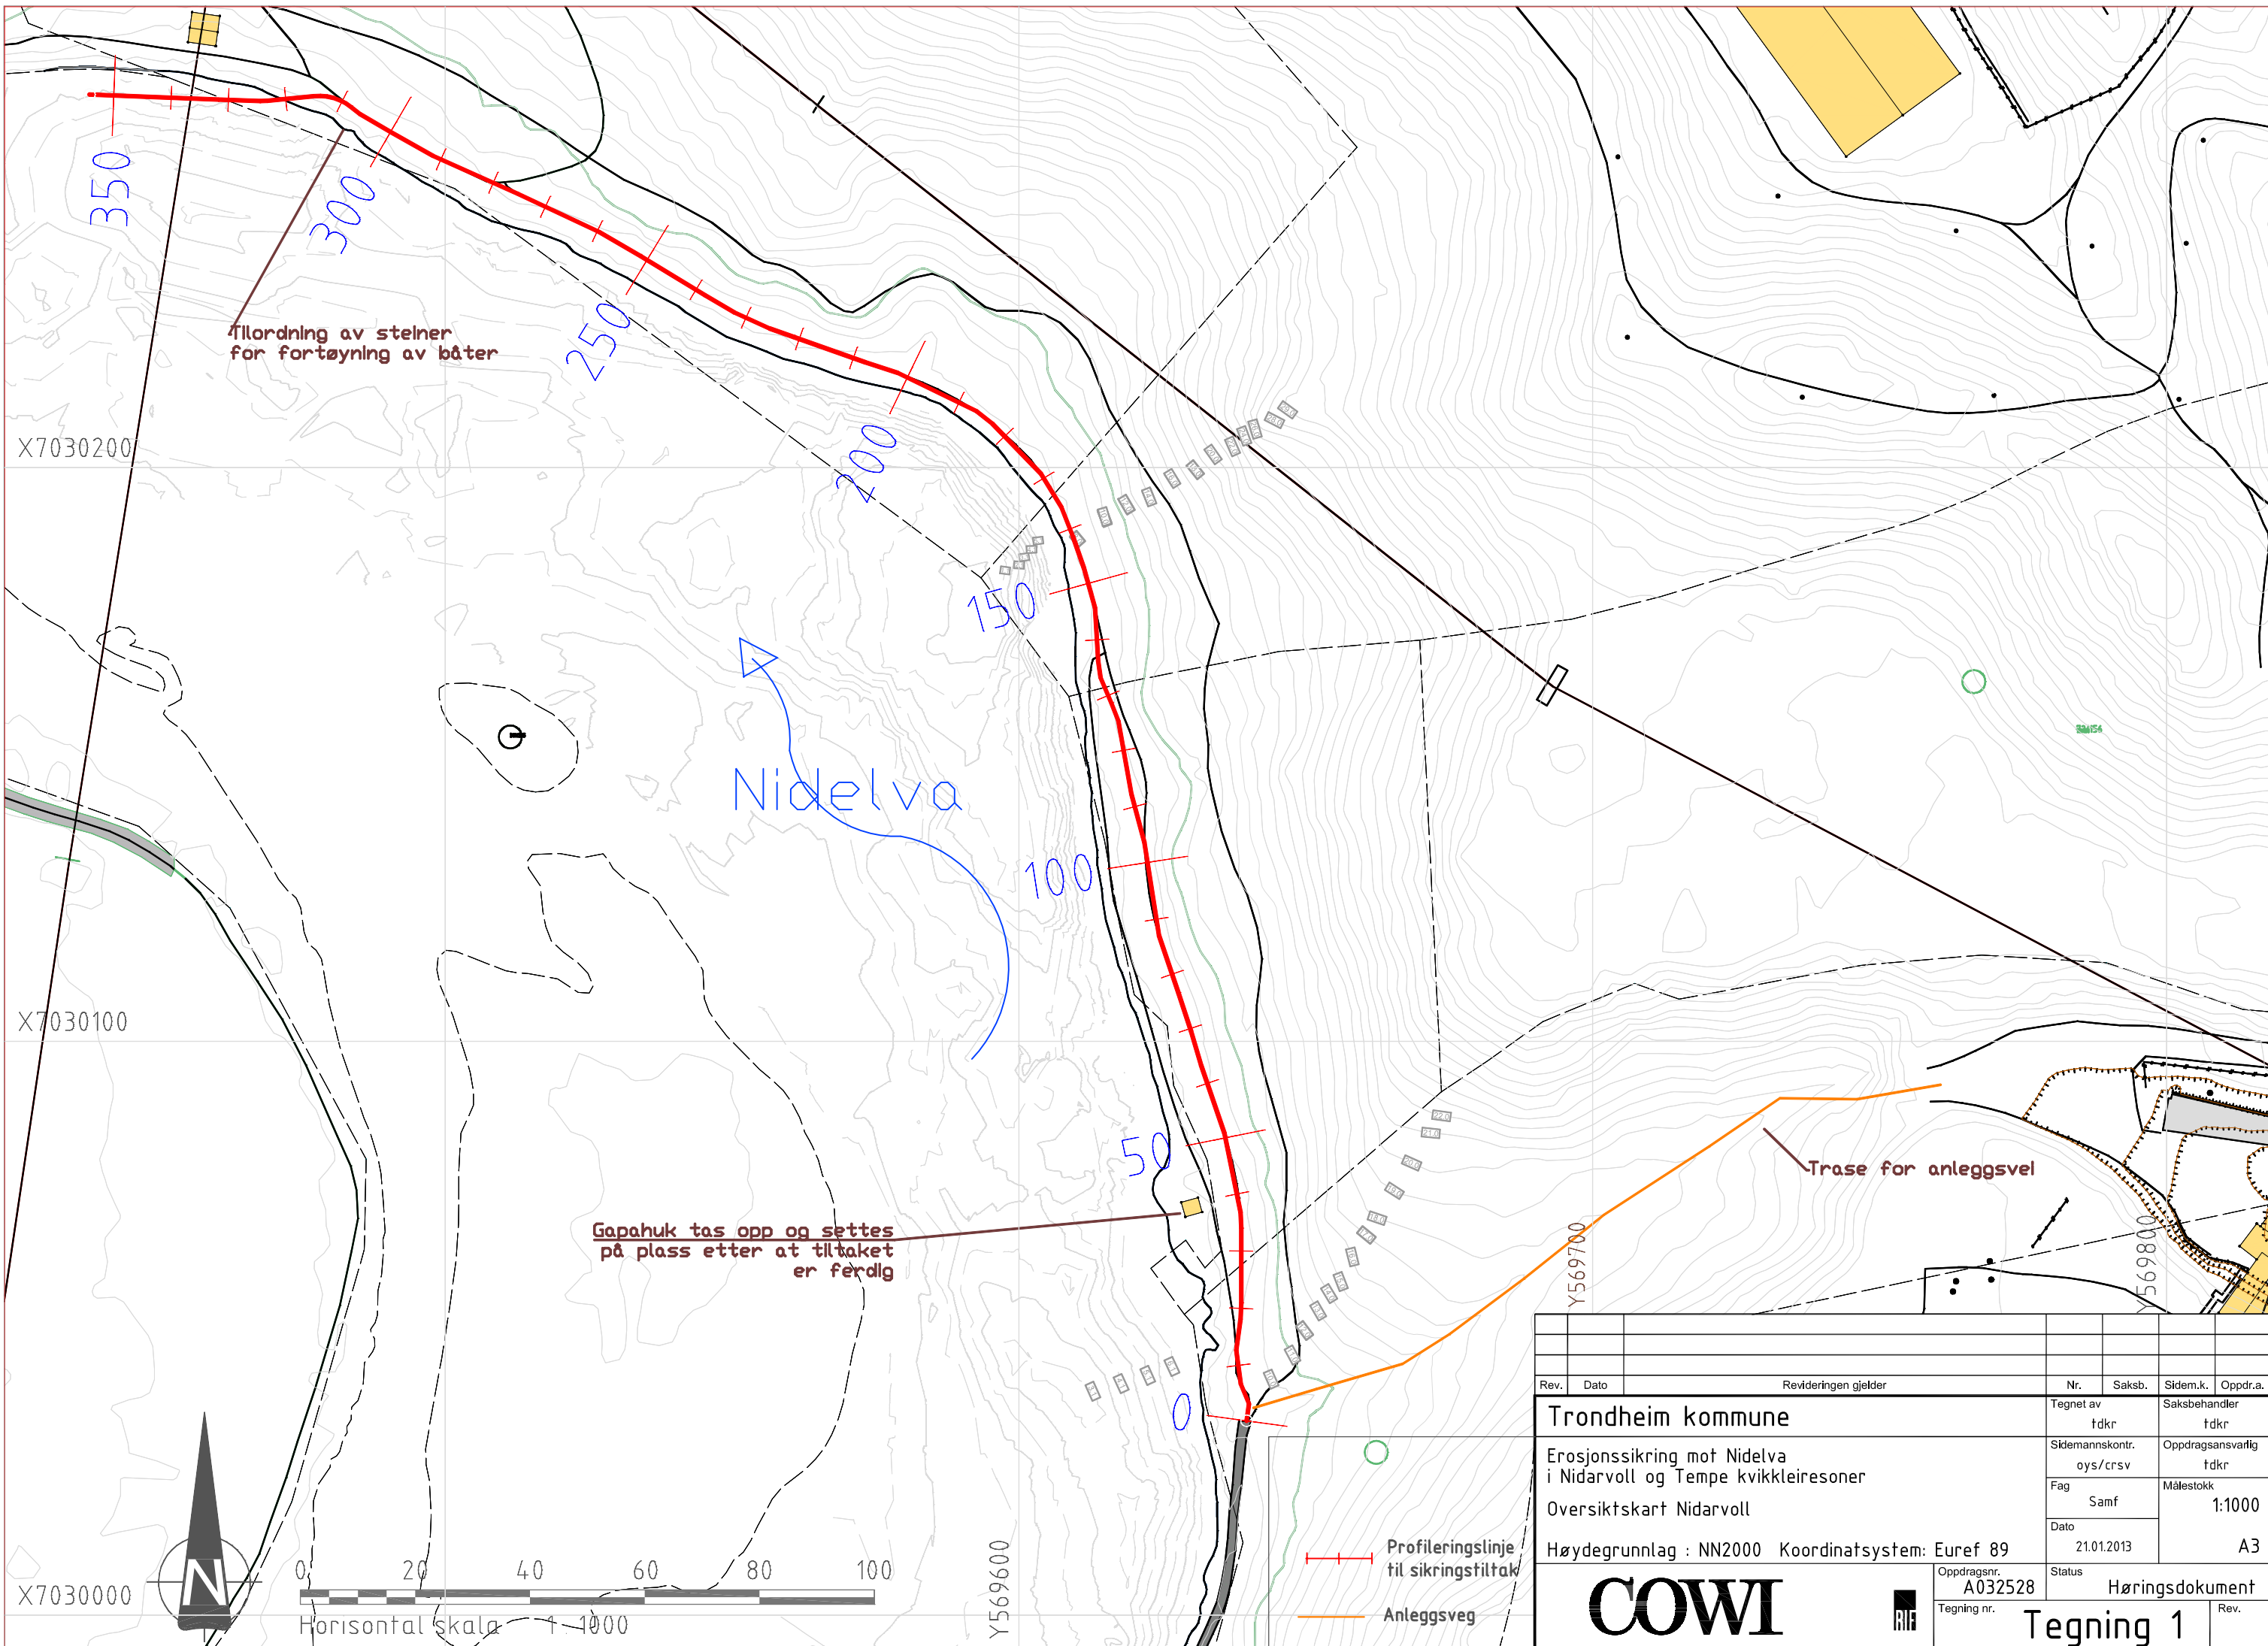 350
300
Tilordning av steiner
for fortøyning av båter
250
200
X7030200
150
Nidelva
100
X7030100
50
Trase for anleggsvei
Gapahuk tas opp og settes
på plass etter at tiltaket
er ferdig
Y569700
Y569800
0
Y569600
X7030000
N
0 20 40 60 80 100
Horisontal skala 1:1000
Profileringslinje
til sikringstiltak
Anleggsveg
Rev. Dato Revideringen gjelder Nr. Saksb. Sidem.k. Oppdr.a.
Trondheim kommune
Erosjonssikring mot Nidelva
i Nidarvoll og Tempe kvikkleiresoner
Oversiktskart Nidarvoll
Høydegrunnlag : NN2000 Koordinatsystem: Euref 89
Tegnet av
tdkr
Saksbehandler
tdkr
Sidemannskontr.
oys/crsv
Oppdragsansvarlig
tdkr
Fag
Samf
Målestokk
1:1000
Dato
21.01.2013
A3
COWI
RIF
Oppdragsnr.
A032528
Status
Høringsdokument
Tegning nr.
Tegning 1
Rev.